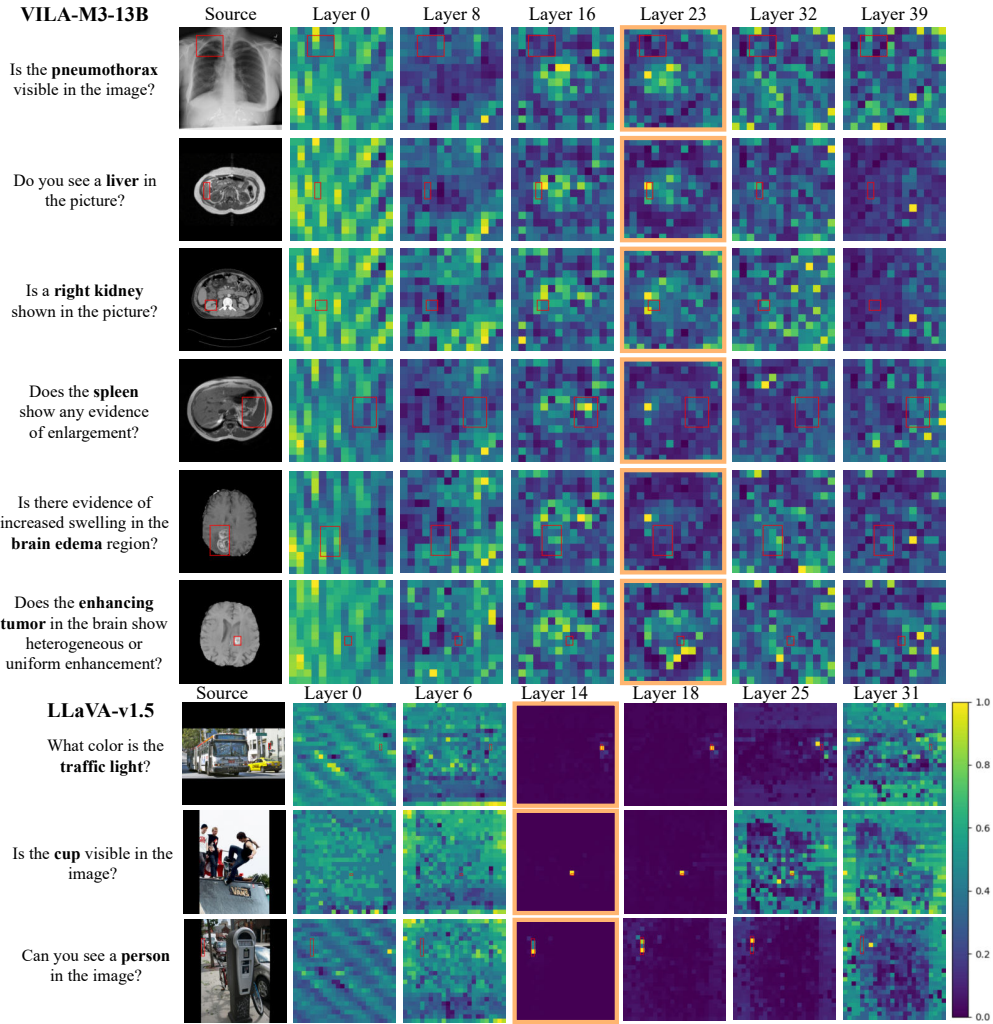 VILA-M3-13B
Source Layer 0 Layer 8 Layer 16 Layer 23 Layer 32 Layer 39
Is the pneumothorax
visible in the image?
Do you see a liver in
the picture?
Is a right kidney
shown in the picture?
Does the spleen
show any evidence
of enlargement?
Is there evidence of
increased swelling in the
brain edema region?
Does the enhancing
tumor in the brain show
heterogeneous or
uniform enhancement?
Source Layer 0 Layer 6 Layer 14 Layer 18 Layer 25 Layer 31
LLaVA-v1.5
What color is the
traffic light?
Is the cup visible in the
image?
VANS
Can you see a person
in the image?
1.0
0.8
0.6
0.4
0.2
0.0